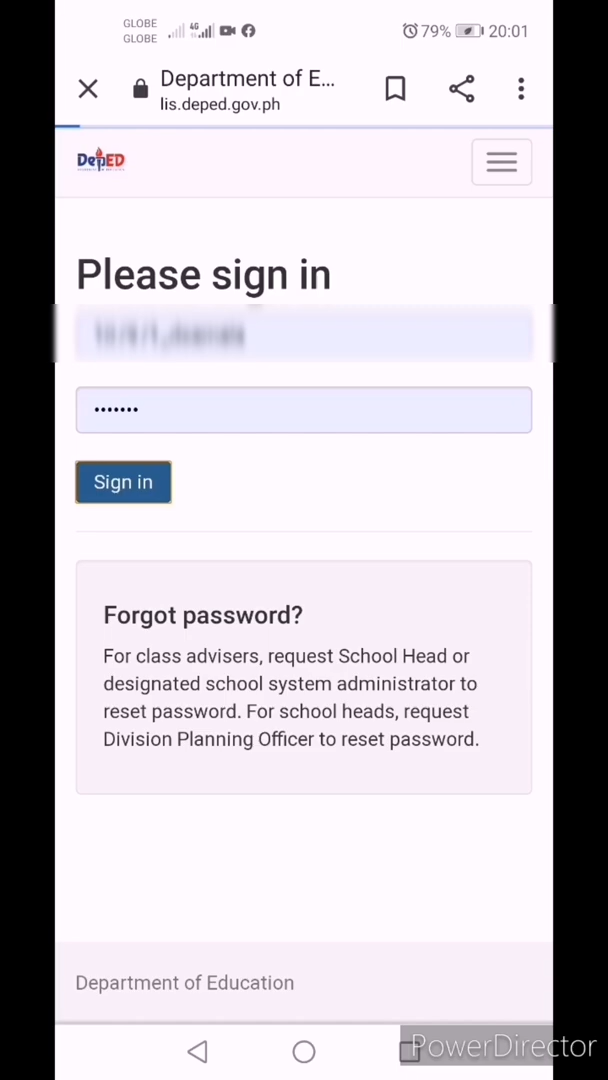 GLOBE
GLOBE
4G
79% 20:01
Department of E...
lis.deped.gov.ph
DepED
Please sign in
•••••••
Sign in
Forgot password?
For class advisers, request School Head or
designated school system administrator to
reset password. For school heads, request
Division Planning Officer to reset password.
Department of Education
PowerDirector